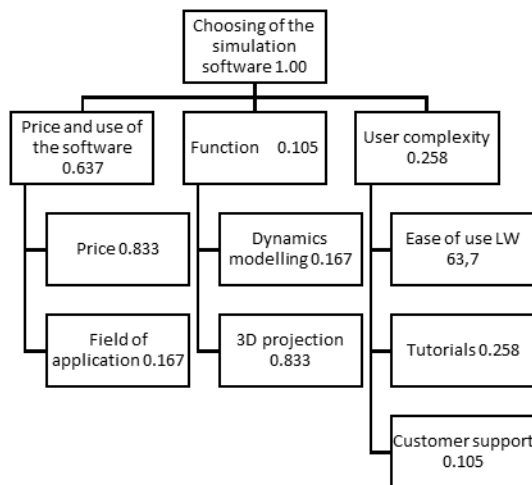 Choosing of the
simulation
software 1.00
Price and use of
the software
0.637
Function 0.105
User complexity
0.258
Price 0.833
Field of
application 0.167
Dynamics
modelling 0.167
3D projection
0.833
Ease of use LW
63,7
Tutorials 0.258
Customer support
0.105